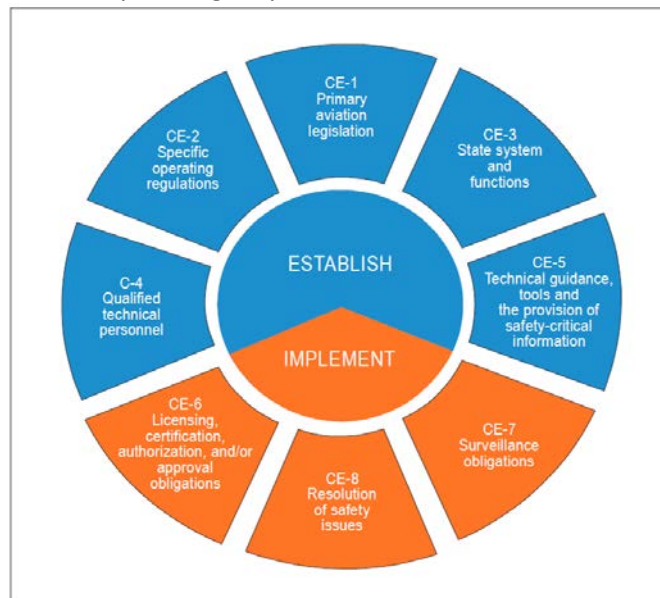 CE-1
Primary
aviation
legislation
CE-2
Specific
operating
regulations
CE-3
State system
and
functions
C-4
Qualified
technical
personnel
ESTABLISH
CE-5
Technical guidance,
tools and
the provision of
safety-critical
information
IMPLEMENT
CE-6
Licensing,
certification,
authorization, and/or
approval
obligations
CE-8
Resolution
of safety
issues
CE-7
Surveillance
obligations